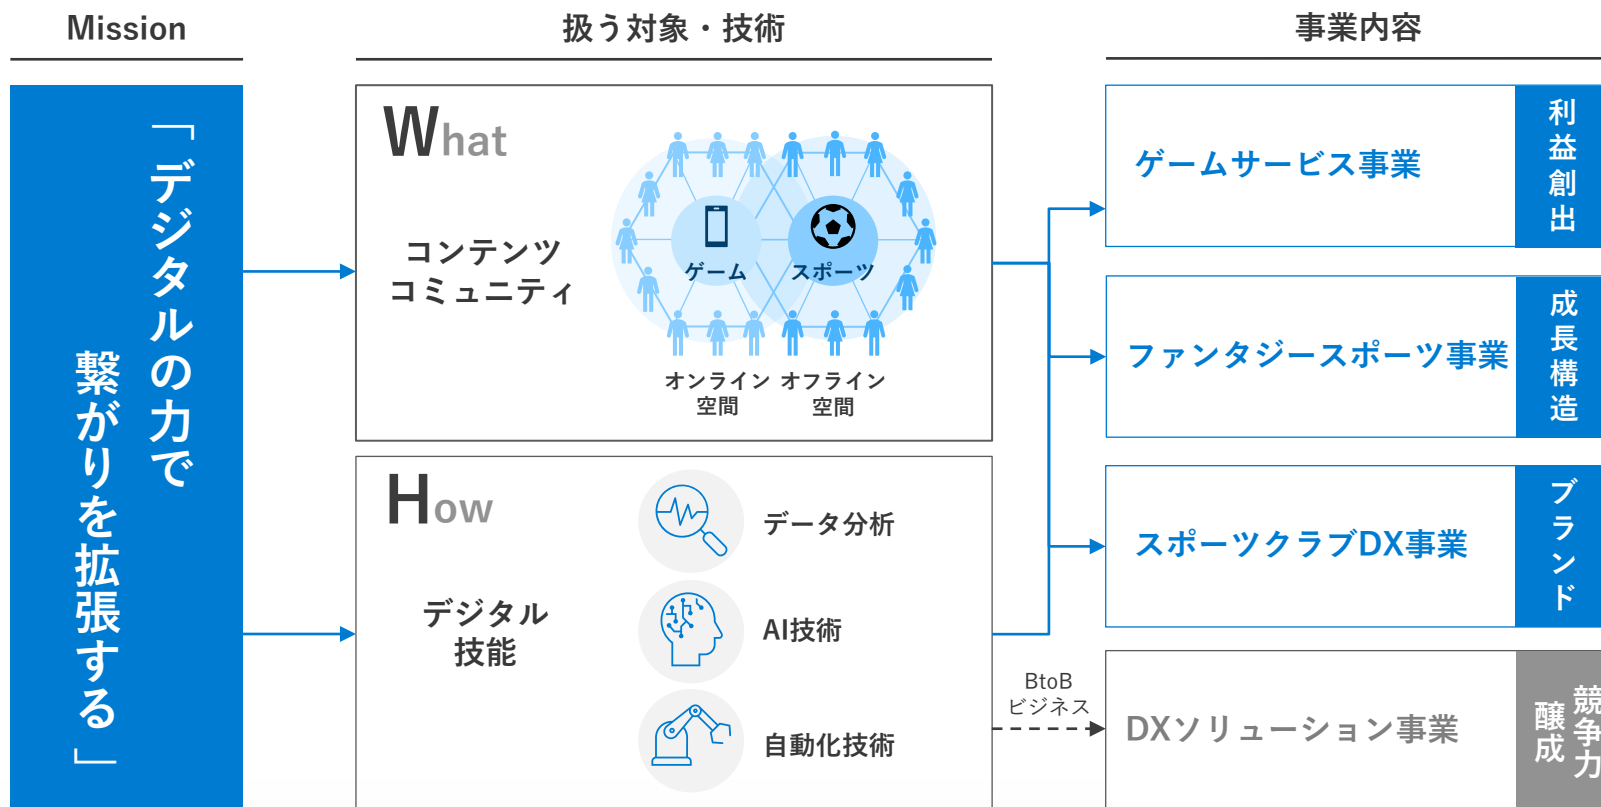 Mission
扱う対象・技術
事業内容
「デジタルの力で
繋がりを拡張する」
What
コンテンツ
コミュニティ
ゲーム
スポーツ
オンライン
空間
オフライン
空間
How
デジタル
技能
データ分析
AI技術
自動化技術
BtoB
ビジネス
ゲームサービス事業
利益創出
ファンタジースポーツ事業
成長構造
スポーツクラブDX事業
ブランド
DXソリューション事業
競争力
醸成